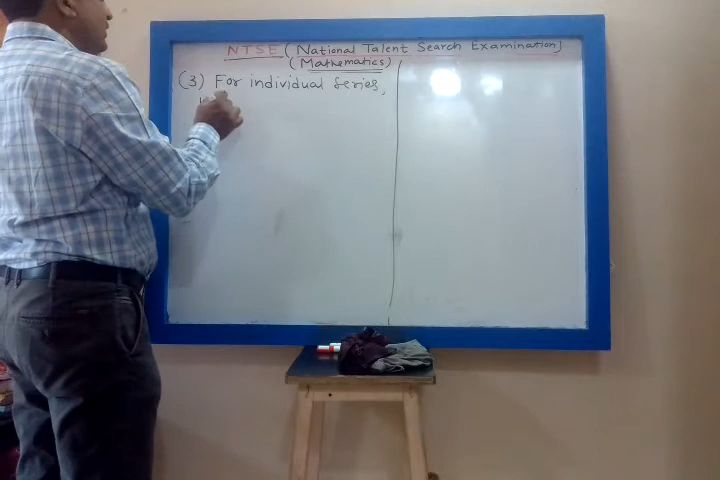 NTSE (National Talent Search Examination)
(Mathematics)
(3) For individual series,